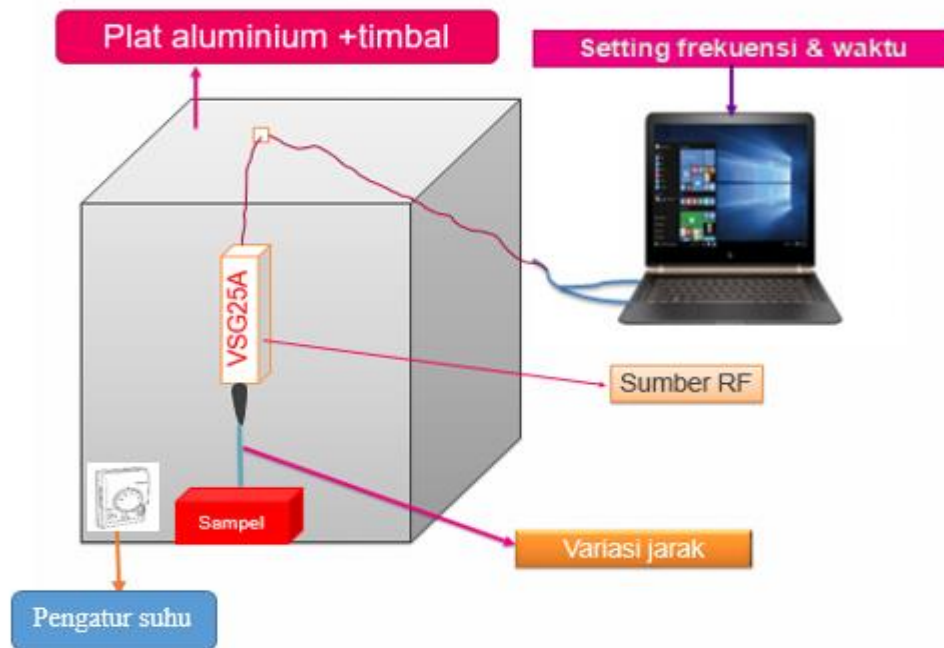 Plat aluminium +timbal
Setting frekuensi & waktu
VSG25A
Sumber RF
Sampel
Variasi jarak
Pengatur suhu